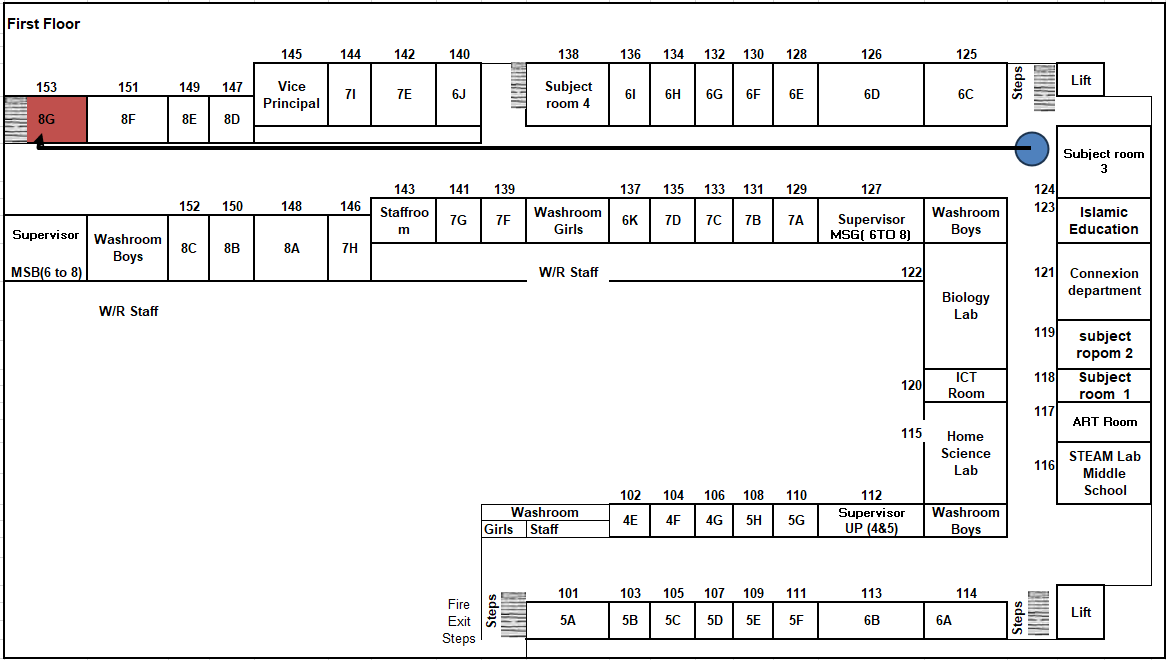 First Floor
145 144 142 140 138 136 134 132 130 128 126 125
153 151 149 147
Vice
Principal
7I 7E 6J
Subject
room 4
6I 6H 6G 6F 6E 6D 6C
Steps
Lift
8G 8F 8E 8D
Subject room
3
124
143 141 139 137 135 133 131 129 127
152 150 148 146
123
Staffroo
m
7G 7F
Washroom
Girls
6K 7D 7C 7B 7A
Supervisor
MSG( 6TO 8)
Washroom
Boys
Islamic
Education
Supervisor
MSB(6 to 8)
Washroom
Boys
8C 8B 8A 7H
W/R Staff
122
121
Connexion
department
W/R Staff
Biology
Lab
119
subject
ropom 2
120
ICT
Room
118
Subject
room 1
117
ART Room
115
Home
Science
Lab
116
STEAM Lab
Middle
School
102 104 106 108 110 112
Washroom
Girls Staff
4E 4F 4G 5H 5G
Supervisor
UP (4&5)
Washroom
Boys
101 103 105 107 109 111 113 114
Fire
Exit
Steps
Steps
5A 5B 5C 5D 5E 5F 6B 6A
Steps
Lift